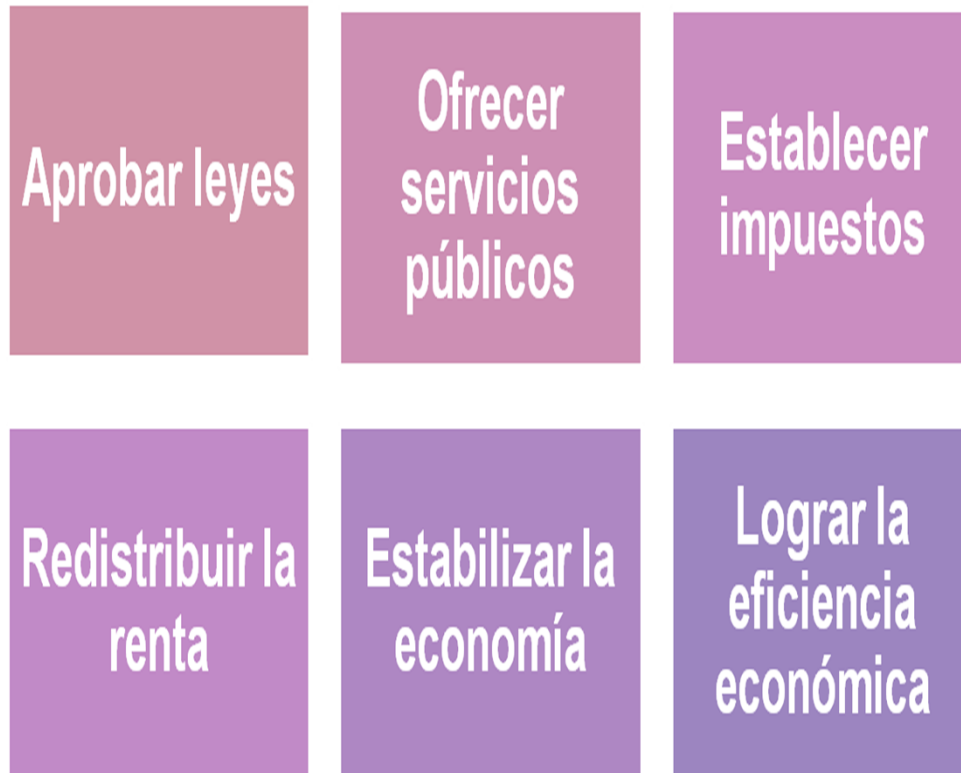 Aprobar leyes
Ofrecer
servicios
públicos
Establecer
impuestos
Redistribuir la
renta
Estabilizar la
economía
Lograr la
eficiencia
económica